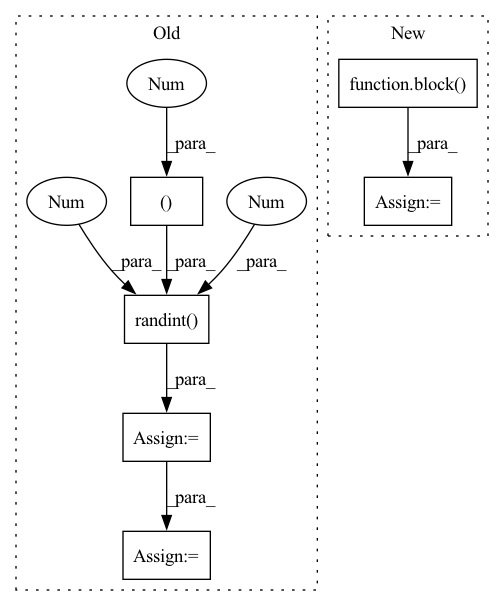 Old
New
Num
function.block()
_para_
_para_
Num
()
Num
Assign:=
_para_
_para_
_para_
randint()
_para_
Assign:=
_para_
Assign:=